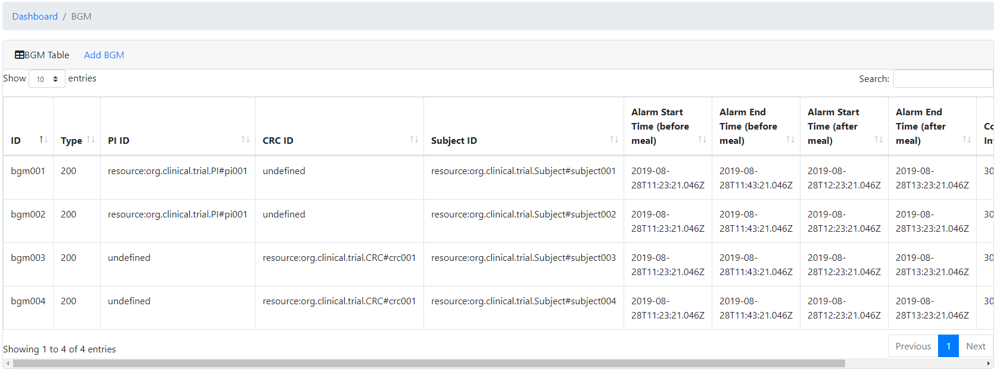 Dashboard / BGM
BGM Table Add BGM
Show 10 entries Search:
ID Type PI ID CRC ID Subject ID Alarm Start Time (before meal) Alarm End Time (before meal) Alarm Start Time (after meal) Alarm End Time (after meal)
bgm001 200 resource:org.clinical.trial.PI#pi001 undefined resource:org.clinical.trial.Subject#subject001 2019-08-28T11:23:21.046Z 2019-08-28T11:43:21.046Z 2019-08-28T12:23:21.046Z 2019-08-28T13:23:21.046Z 30
bgm002 200 resource:org.clinical.trial.PI#pi001 undefined resource:org.clinical.trial.Subject#subject002 2019-08-28T11:23:21.046Z 2019-08-28T11:43:21.046Z 2019-08-28T12:23:21.046Z 2019-08-28T13:23:21.046Z 30
bgm003 200 undefined resource:org.clinical.trial.CRC#crc001 resource:org.clinical.trial.Subject#subject003 2019-08-28T11:23:21.046Z 2019-08-28T11:43:21.046Z 2019-08-28T12:23:21.046Z 2019-08-28T13:23:21.046Z 30
bgm004 200 undefined resource:org.clinical.trial.CRC#crc001 resource:org.clinical.trial.Subject#subject004 2019-08-28T11:23:21.046Z 2019-08-28T11:43:21.046Z 2019-08-28T12:23:21.046Z 2019-08-28T13:23:21.046Z 30
Showing 1 to 4 of 4 entries Previous 1 Next